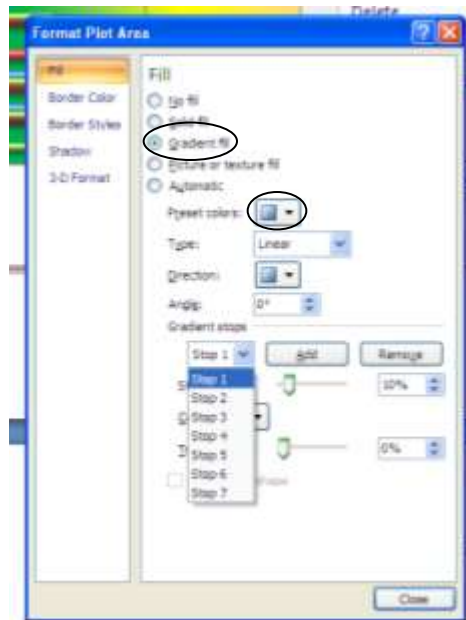 Delete
Format Plot Area
Fill
Border Color
Border Styles
Shadow
3-D Format
Fill
No fill
Solid fill
Gradient fill
Picture or texture fill
Automatic
Preset colors:
Type: Linear
Direction:
Angle: 0°
Gradient stops
Stop 1 Add Remove
Stop 1 10%
Stop 2
Stop 3
Stop 4
Stop 5 0%
Stop 6
Stop 7
Close